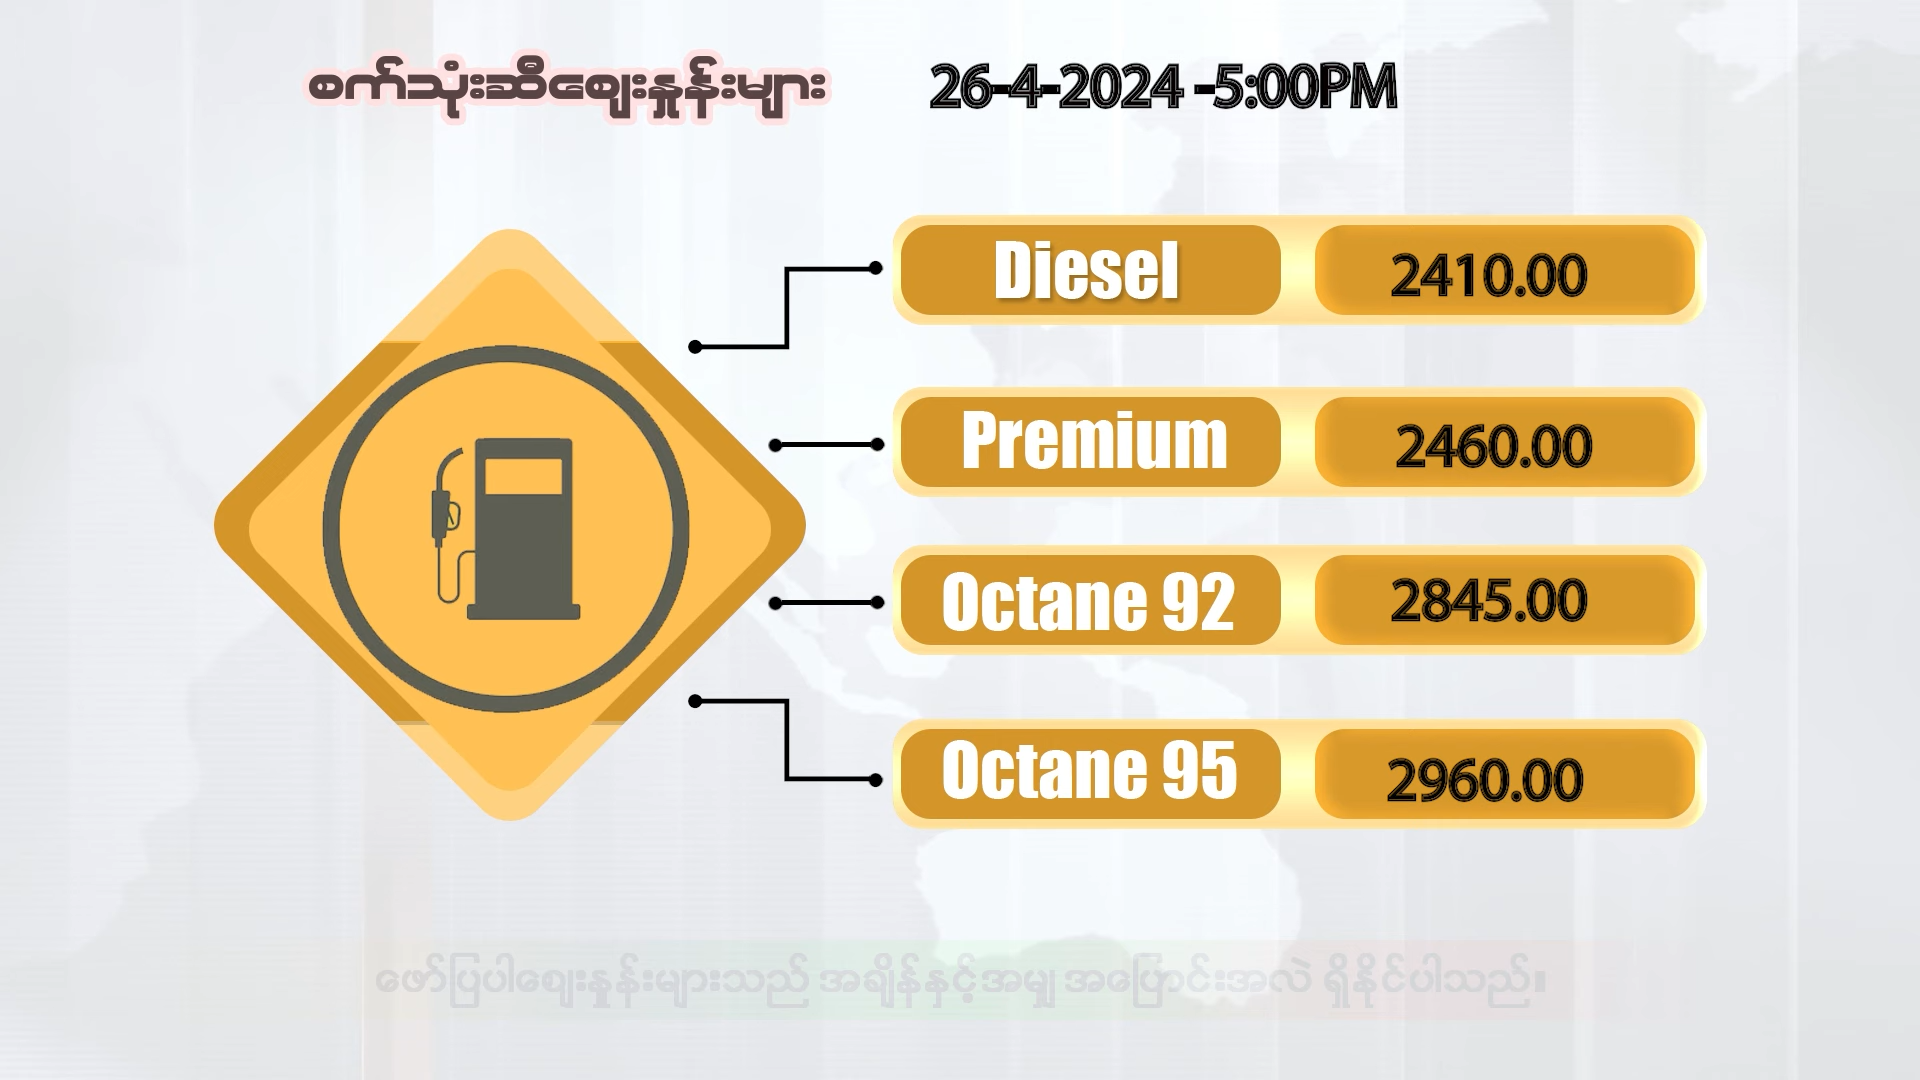 စက်သုံးဆီဈေးနှုန်းများ 26-4-2024 -5:00PM
Diesel 2410.00
Premium 2460.00
Octane 92 2845.00
Octane 95 2960.00
ဖော်ပြပါဈေးနှုန်းများသည် အချိန်နှင့်အမျှ အပြောင်းအလဲ ရှိနိုင်ပါသည်။